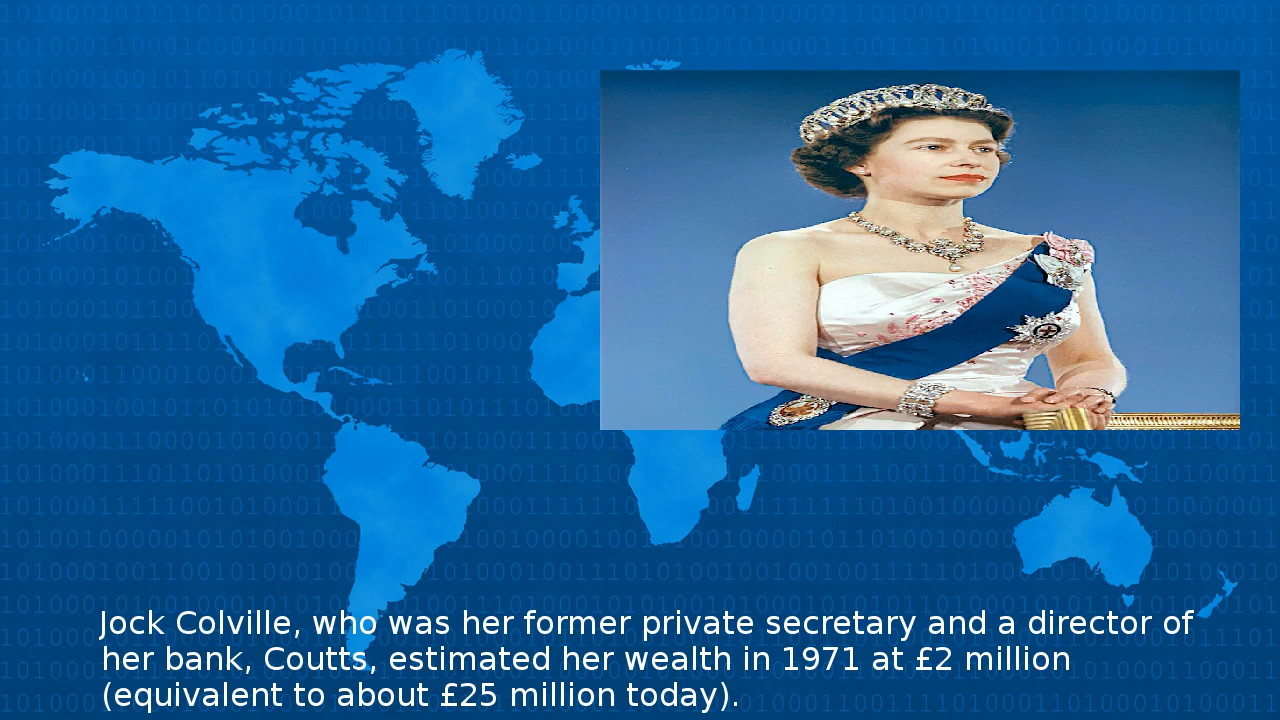 Jock Colville, who was her former private secretary and a director of
her bank, Coutts, estimated her wealth in 1971 at £2 million
(equivalent to about £25 million today).